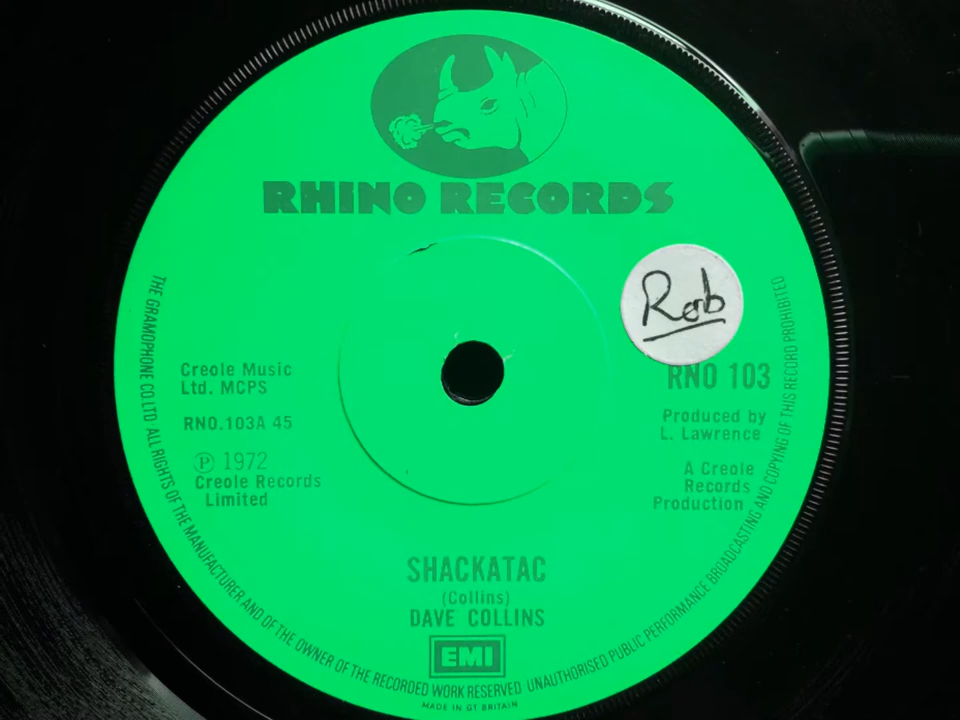 RHINO RECORDS
Rob
RNO 103
Creole Music
Ltd. MCPS
RNO.103A 45
Ⓟ 1972
Creole Records
Limited
Produced by
L. Lawrence
A Creole
Records
Production
SHACKATAC
(Collins)
DAVE COLLINS
EMI
THE GRAMOPHONE CO. LTD. ALL RIGHTS OF THE MANUFACTURER AND OF THE OWNER OF THE RECORDED WORK RESERVED UNAUTHORISED PUBLIC PERFORMANCE BROADCASTING AND COPYING OF THIS RECORD PROHIBITED
MADE IN GT BRITAIN